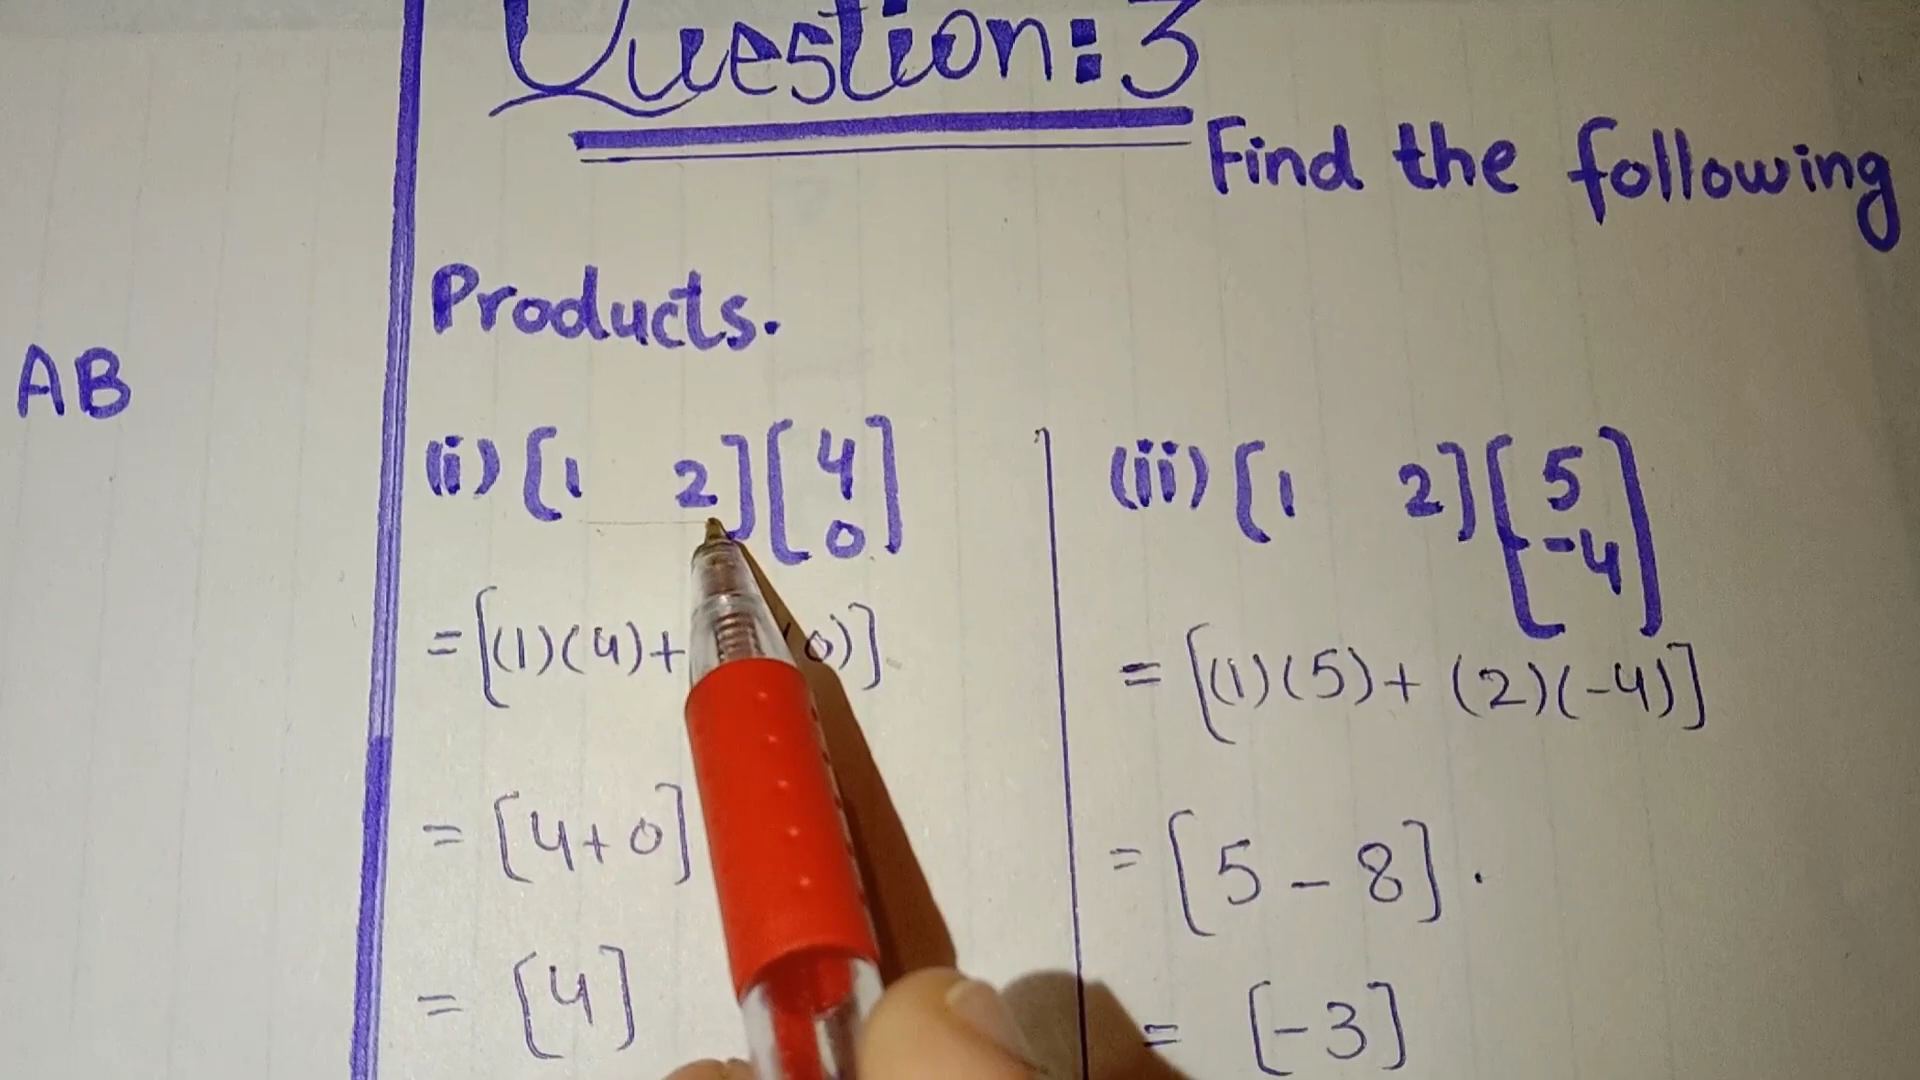 Question: 3
Find the following
Products.
AB
(i) [1 2] [4
0]
= [(1)(4)+ 0)]
= [4+0]
= [4]
(ii) [1 2] [5
-4]
= [(1)(5)+ (2)(-4)]
= [5 - 8].
= [-3]